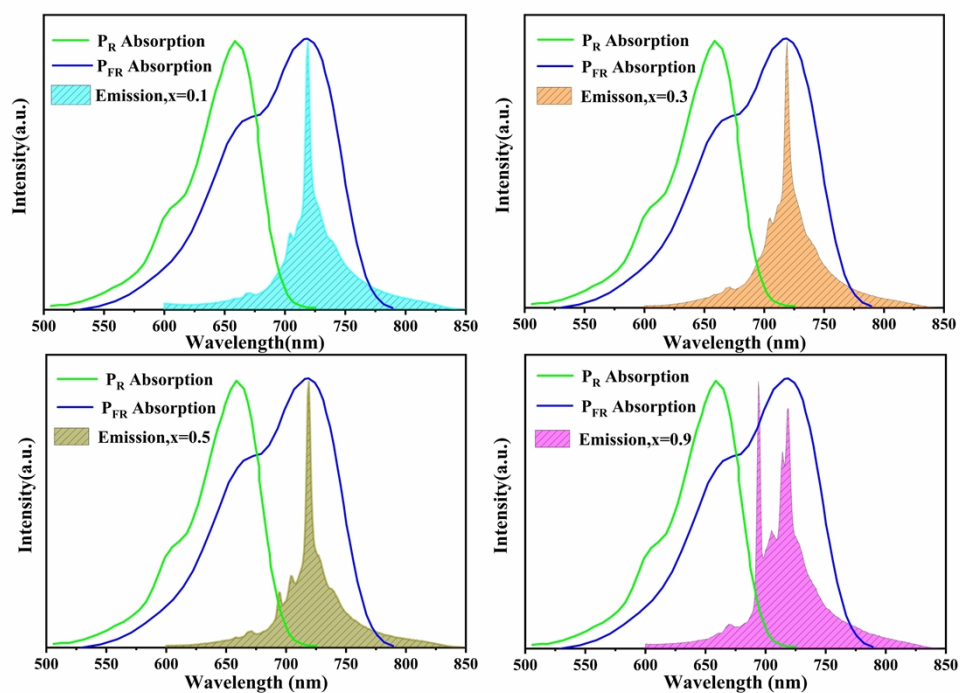 P_R Absorption
P_FR Absorption
Emission,x=0.1
Intensity(a.u.)
500 550 600 650 700 750 800 850
Wavelength(nm)
P_R Absorption
P_FR Absorption
Emisson,x=0.3
Intensity(a.u.)
500 550 600 650 700 750 800 850
Wavelength (nm)
P_R Absorption
P_FR Absorption
Emission,x=0.5
Intensity(a.u.)
500 550 600 650 700 750 800 850
Wavelength (nm)
P_R Absorption
P_FR Absorption
Emission,x=0.9
Intensity(a.u.)
500 550 600 650 700 750 800 850
Wavelength (nm)